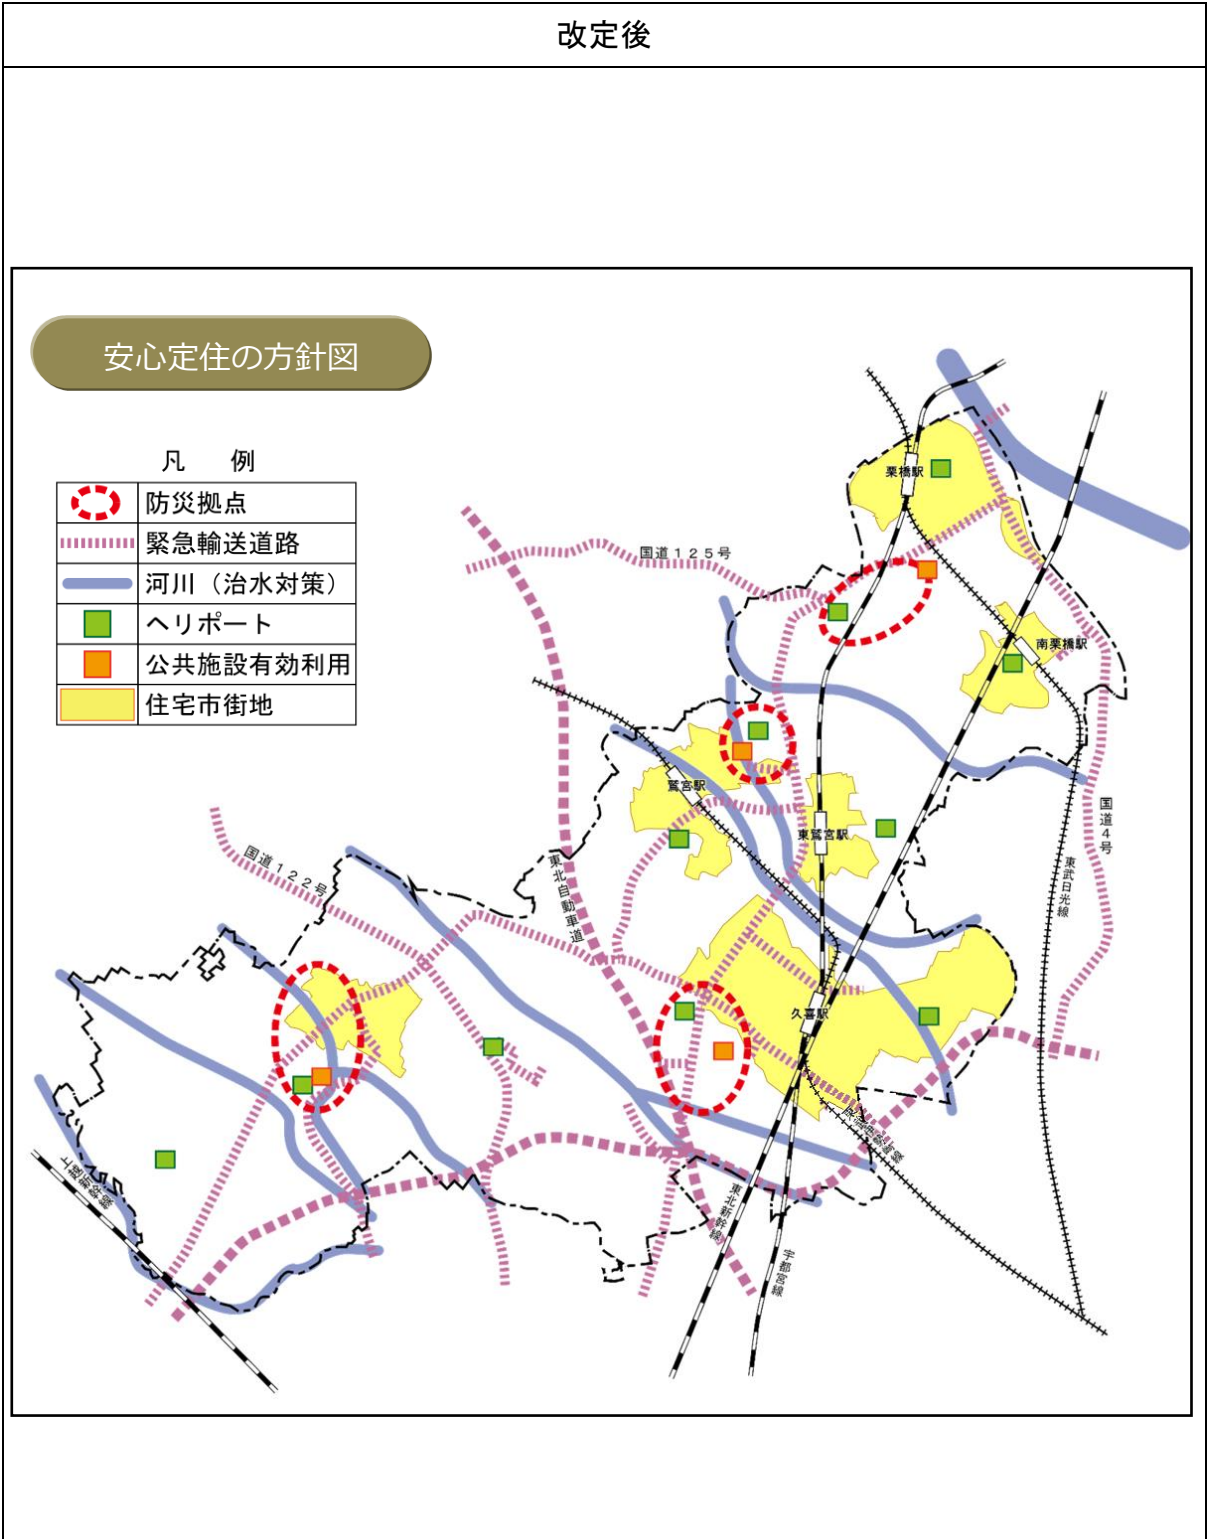 改定後
安心定住の方針図
凡　例
防災拠点
緊急輸送道路
河川（治水対策）
ヘリポート
公共施設有効利用
住宅市街地
栗橋駅
国道１２５号
南栗橋駅
鷲宮駅
東鷲宮駅
国道４号
国道１２２号
東北自動車道
東武日光線
久喜駅
上越新幹線
東北新幹線
宇都宮線